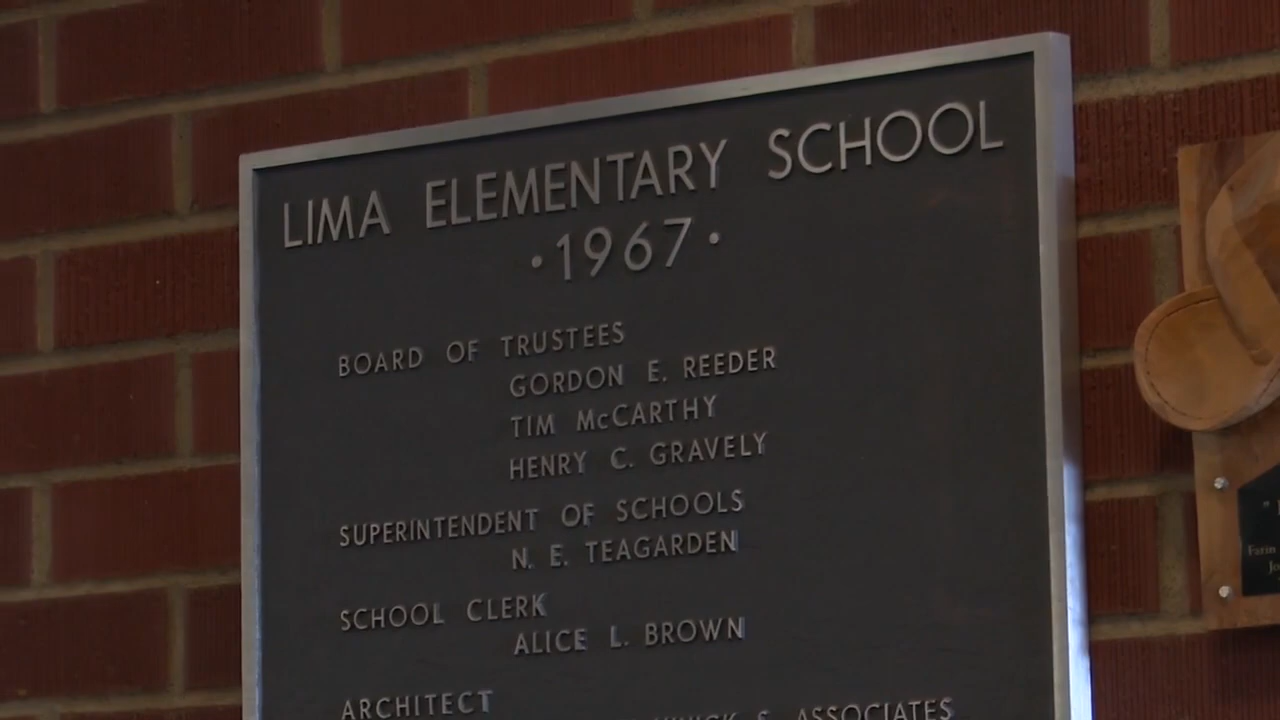 LIMA ELEMENTARY SCHOOL
• 1967 •
BOARD OF TRUSTEES
GORDON E. REEDER
TIM McCARTHY
HENRY C. GRAVELY
SUPERINTENDENT OF SCHOOLS
N. E. TEAGARDEN
SCHOOL CLERK
ALICE L. BROWN
ARCHITECT
& ASSOCIATES